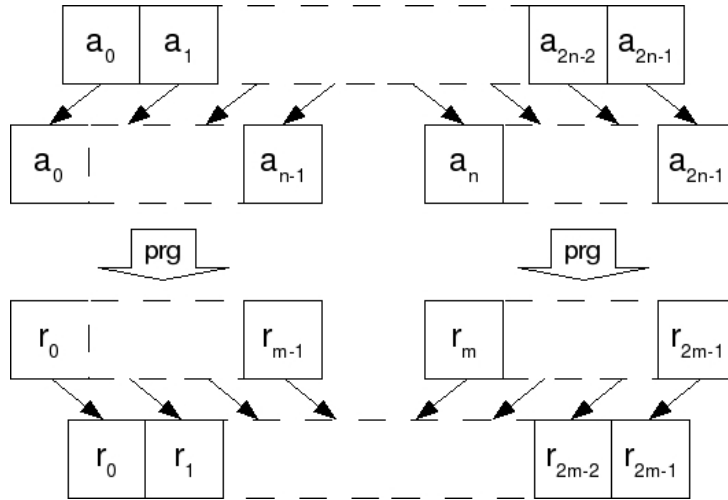 a₀ a₁ a₂ₙ₋₂ a₂ₙ₋₁
a₀ aₙ₋₁ aₙ a₂ₙ₋₁
prg prg
r₀ rₘ₋₁ rₘ r₂ₘ₋₁
r₀ r₁ r₂ₘ₋₂ r₂ₘ₋₁